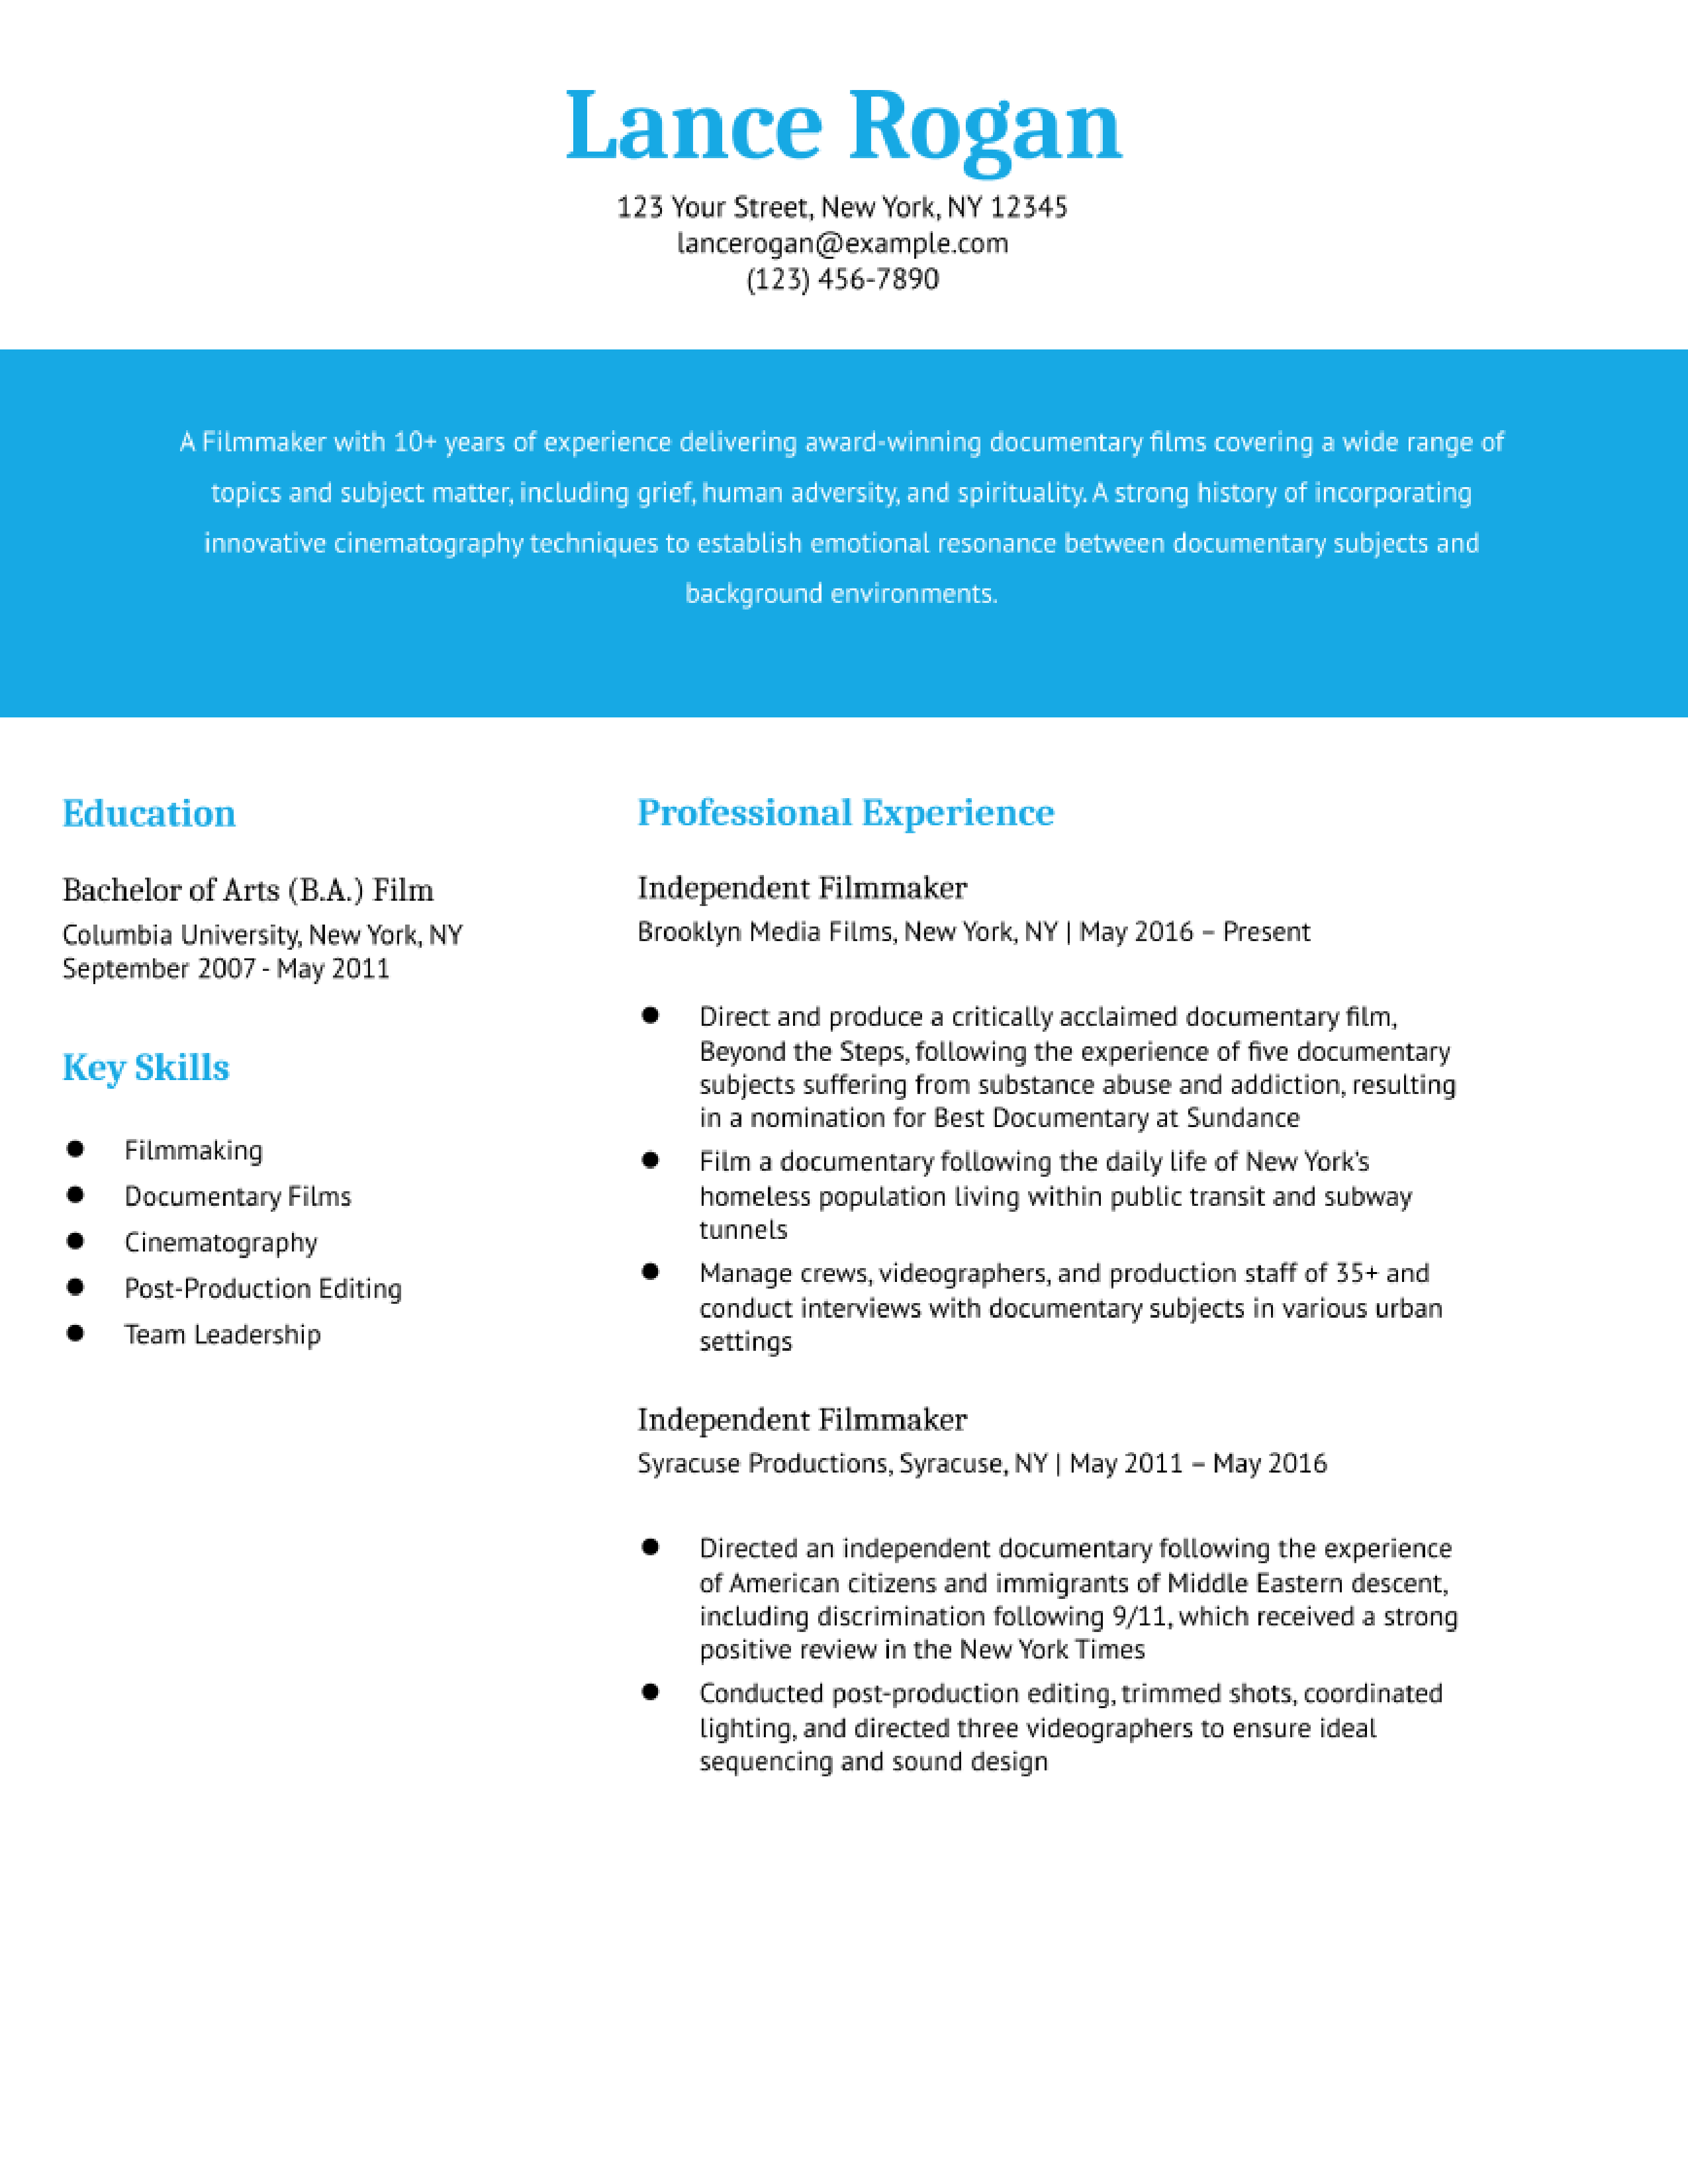 Lance Rogan
123 Your Street, New York, NY 12345
lancerogan@example.com
(123) 456-7890
A Filmmaker with 10+ years of experience delivering award-winning documentary films covering a wide range of
topics and subject matter, including grief, human adversity, and spirituality. A strong history of incorporating
innovative cinematography techniques to establish emotional resonance between documentary subjects and
background environments.
Education
Bachelor of Arts (B.A.) Film
Columbia University, New York, NY
September 2007 - May 2011
Key Skills
● Filmmaking
● Documentary Films
● Cinematography
● Post-Production Editing
● Team Leadership
Professional Experience
Independent Filmmaker
Brooklyn Media Films, New York, NY | May 2016 – Present
● Direct and produce a critically acclaimed documentary film,
Beyond the Steps, following the experience of five documentary
subjects suffering from substance abuse and addiction, resulting
in a nomination for Best Documentary at Sundance
● Film a documentary following the daily life of New York's
homeless population living within public transit and subway
tunnels
● Manage crews, videographers, and production staff of 35+ and
conduct interviews with documentary subjects in various urban
settings
Independent Filmmaker
Syracuse Productions, Syracuse, NY | May 2011 – May 2016
● Directed an independent documentary following the experience
of American citizens and immigrants of Middle Eastern descent,
including discrimination following 9/11, which received a strong
positive review in the New York Times
● Conducted post-production editing, trimmed shots, coordinated
lighting, and directed three videographers to ensure ideal
sequencing and sound design